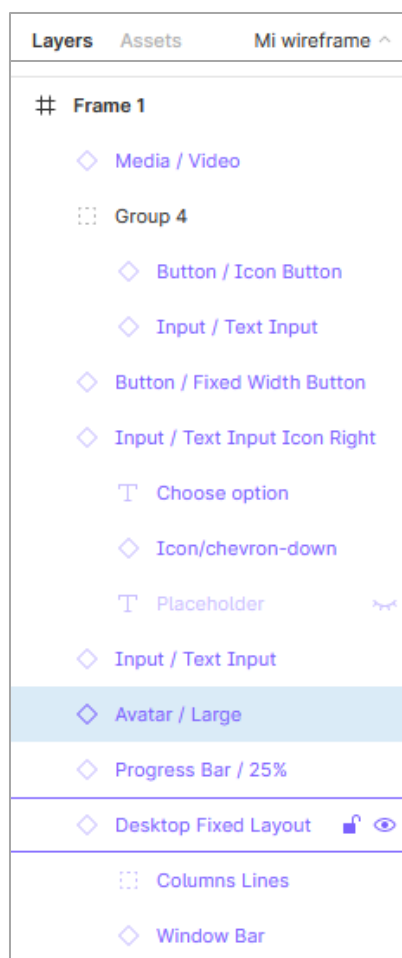 Layers Assets Mi wireframe
Frame 1
Media / Video
Group 4
Button / Icon Button
Input / Text Input
Button / Fixed Width Button
Input / Text Input Icon Right
Choose option
Icon/chevron-down
Placeholder
Input / Text Input
Avatar / Large
Progress Bar / 25%
Desktop Fixed Layout
Columns Lines
Window Bar